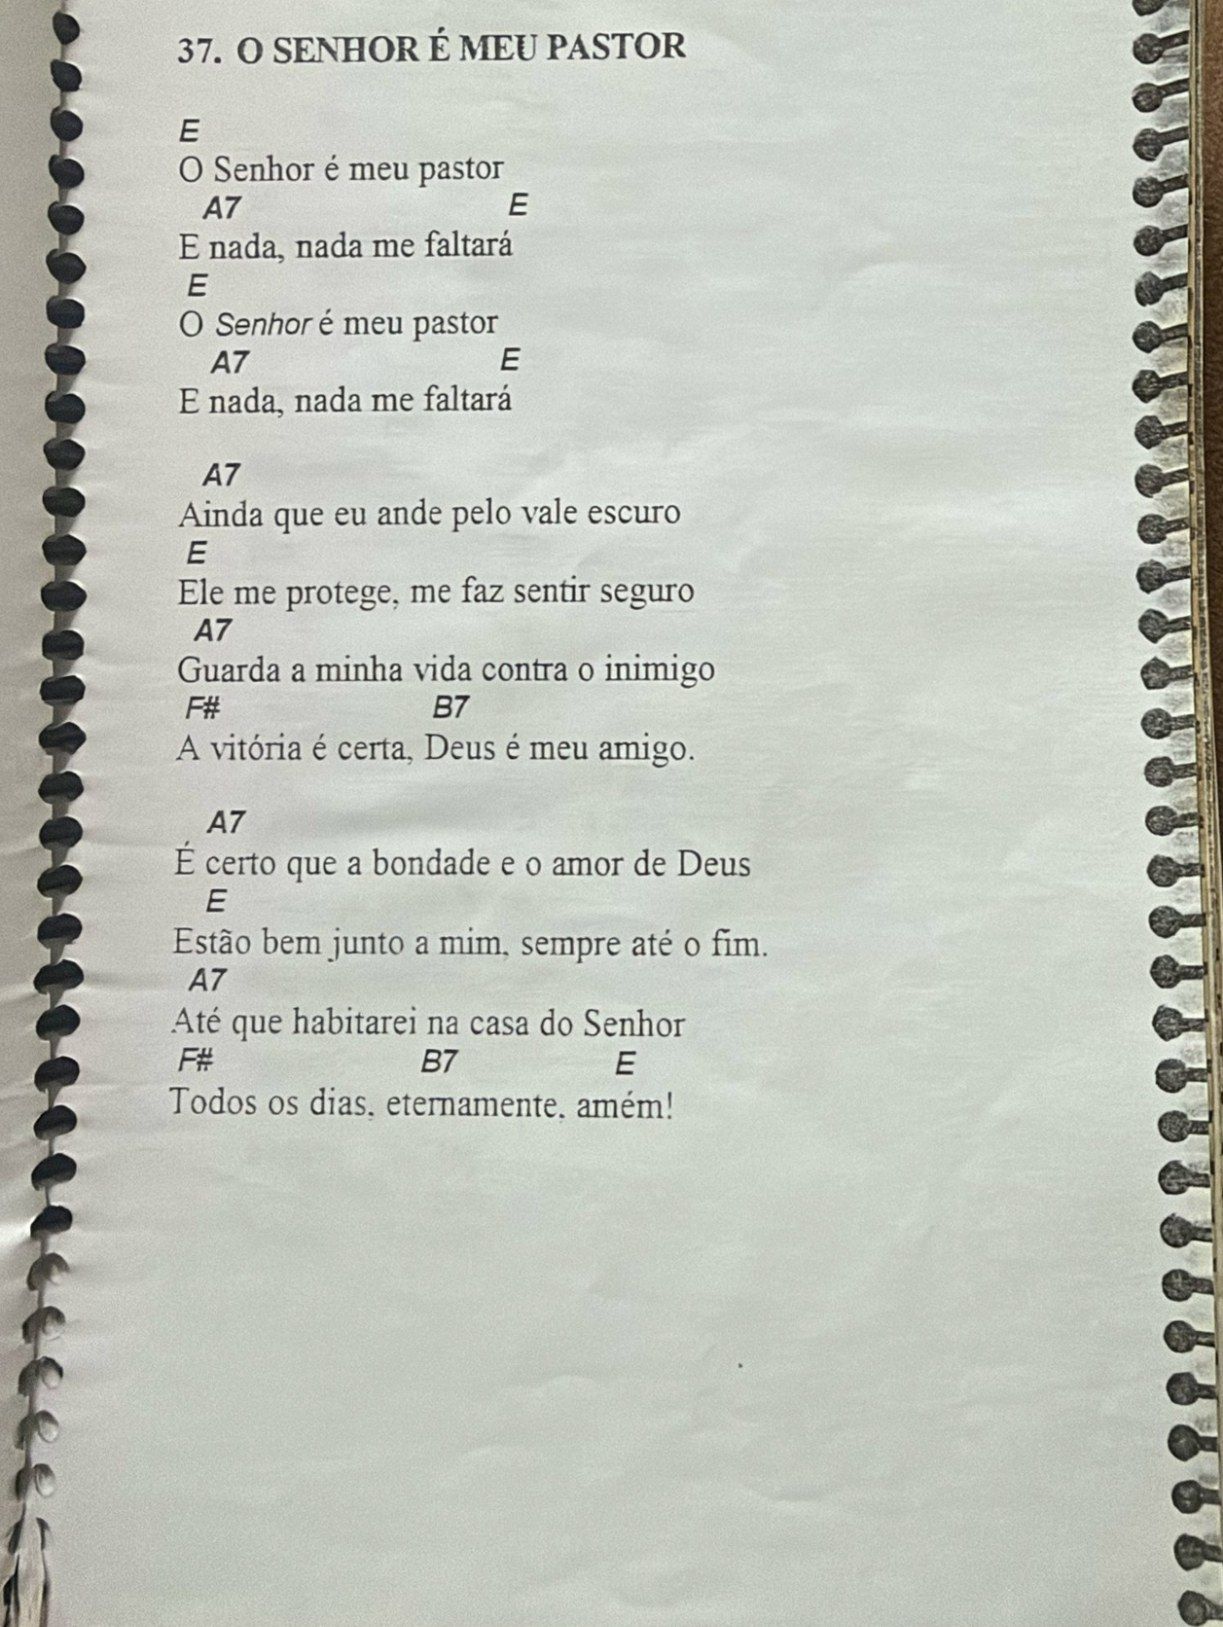 37. O SENHOR É MEU PASTOR
E
O Senhor é meu pastor
A7 E
E nada, nada me faltará
E
O Senhor é meu pastor
A7 E
E nada, nada me faltará
A7
Ainda que eu ande pelo vale escuro
E
Ele me protege, me faz sentir seguro
A7
Guarda a minha vida contra o inimigo
F# B7
A vitória é certa, Deus é meu amigo.
A7
É certo que a bondade e o amor de Deus
E
Estão bem junto a mim, sempre até o fim.
A7
Até que habitarei na casa do Senhor
F# B7 E
Todos os dias, eternamente, amém!